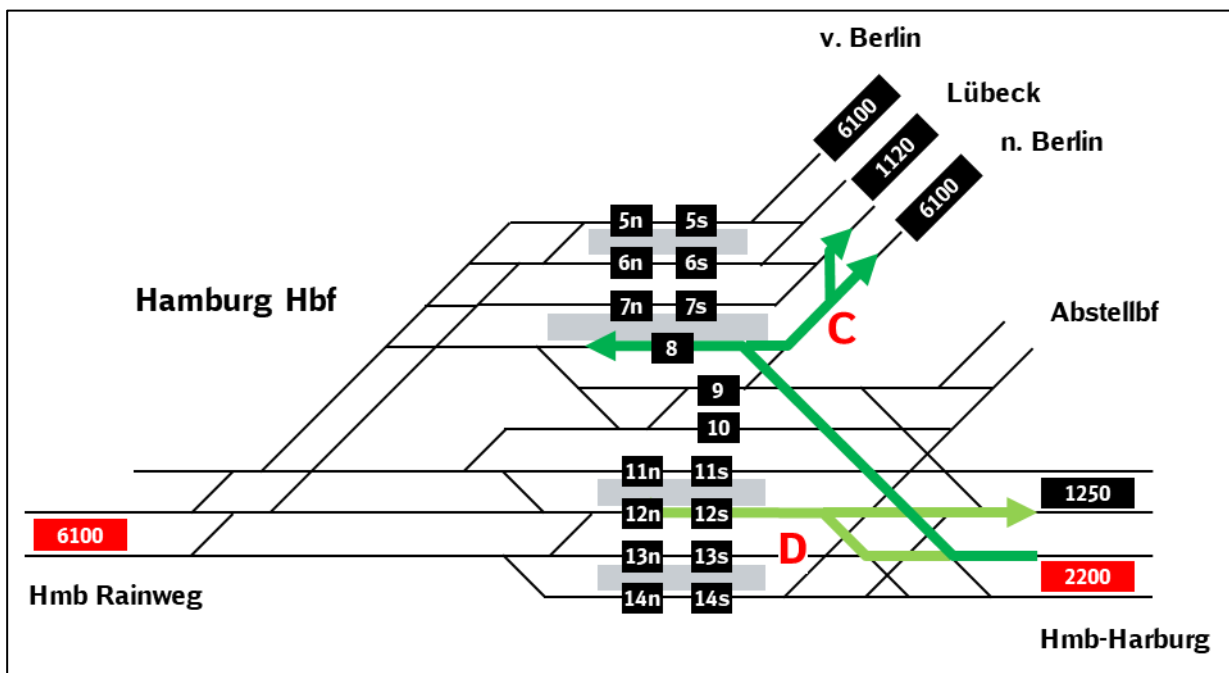 v. Berlin
6100
Lübeck
1120
n. Berlin
6100
5n 5s
6n 6s
Hamburg Hbf
7n 7s
C
Abstellbf
8
9
10
11n 11s
1250
12n 12s
6100
D
13n 13s
2200
Hmb Rainweg
14n 14s
Hmb-Harburg